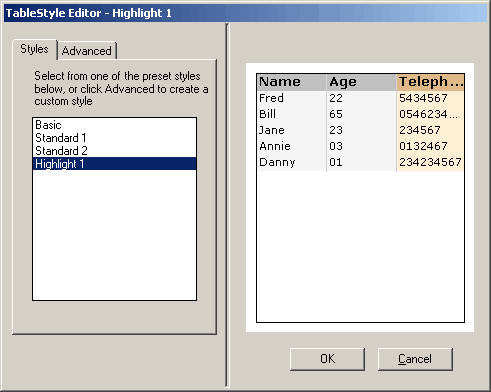 TableStyle Editor - Highlight 1
Styles Advanced
Select from one of the preset styles
below, or click Advanced to create a
custom style
Basic
Standard 1
Standard 2
Highlight 1
Name Age Teleph...
Fred 22 5434567
Bill 65 0546234...
Jane 23 234567
Annie 03 0132467
Danny 01 234234567
OK Cancel